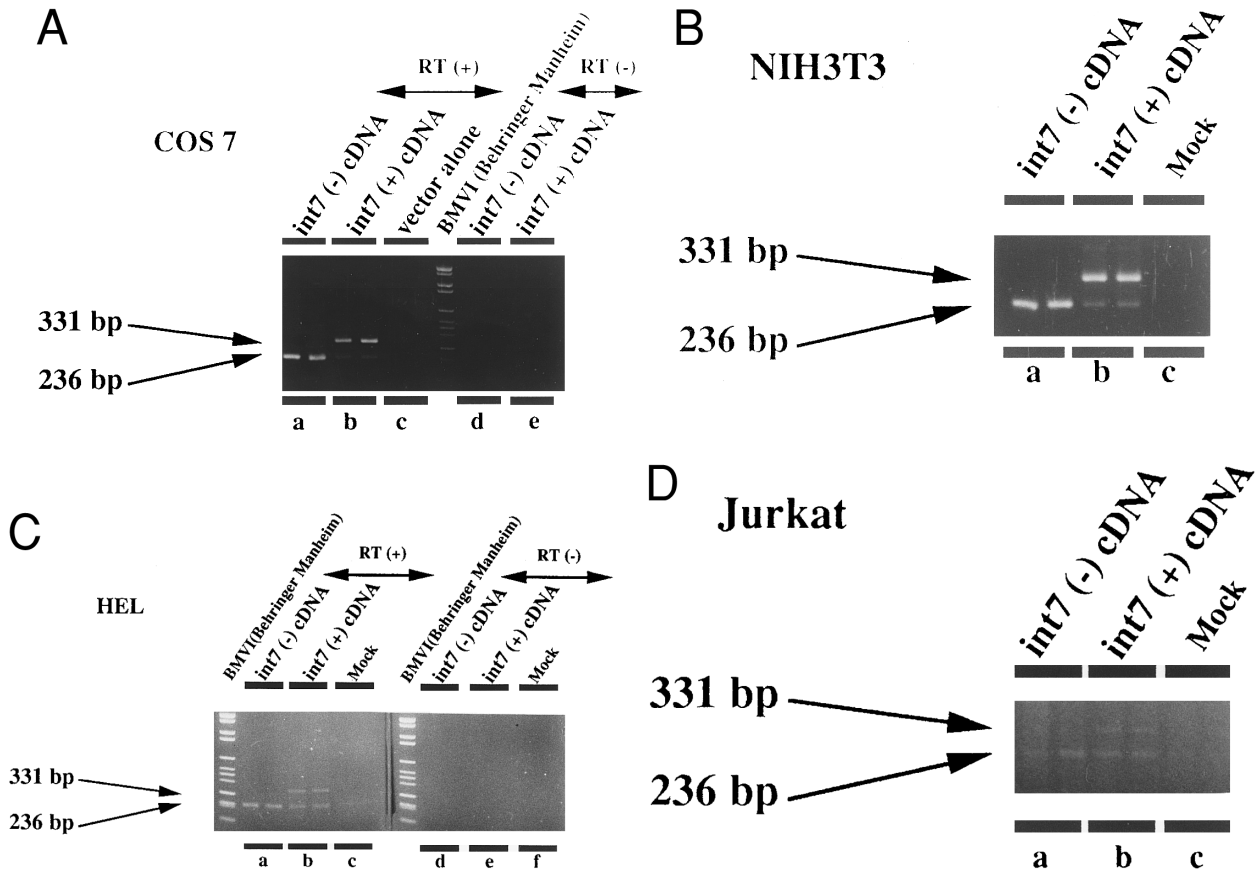 A
COS 7
RT (+)
RT (-)
int7 (-) cDNA
int7 (+) cDNA
vector alone
BMVI (Behringer Manheim)
int7 (-) cDNA
int7 (+) cDNA
331 bp
236 bp
a b c d e
B
NIH3T3
int7 (-) cDNA
int7 (+) cDNA
Mock
331 bp
236 bp
a b c
C
HEL
RT (+)
RT (-)
BMVI(Behringer Manheim)
int7 (-) cDNA
int7 (+) cDNA
Mock
BMVI(Behringer Manheim)
int7 (-) cDNA
int7 (+) cDNA
Mock
331 bp
236 bp
a b c d e f
D
Jurkat
int7 (-) cDNA
int7 (+) cDNA
Mock
331 bp
236 bp
a b c